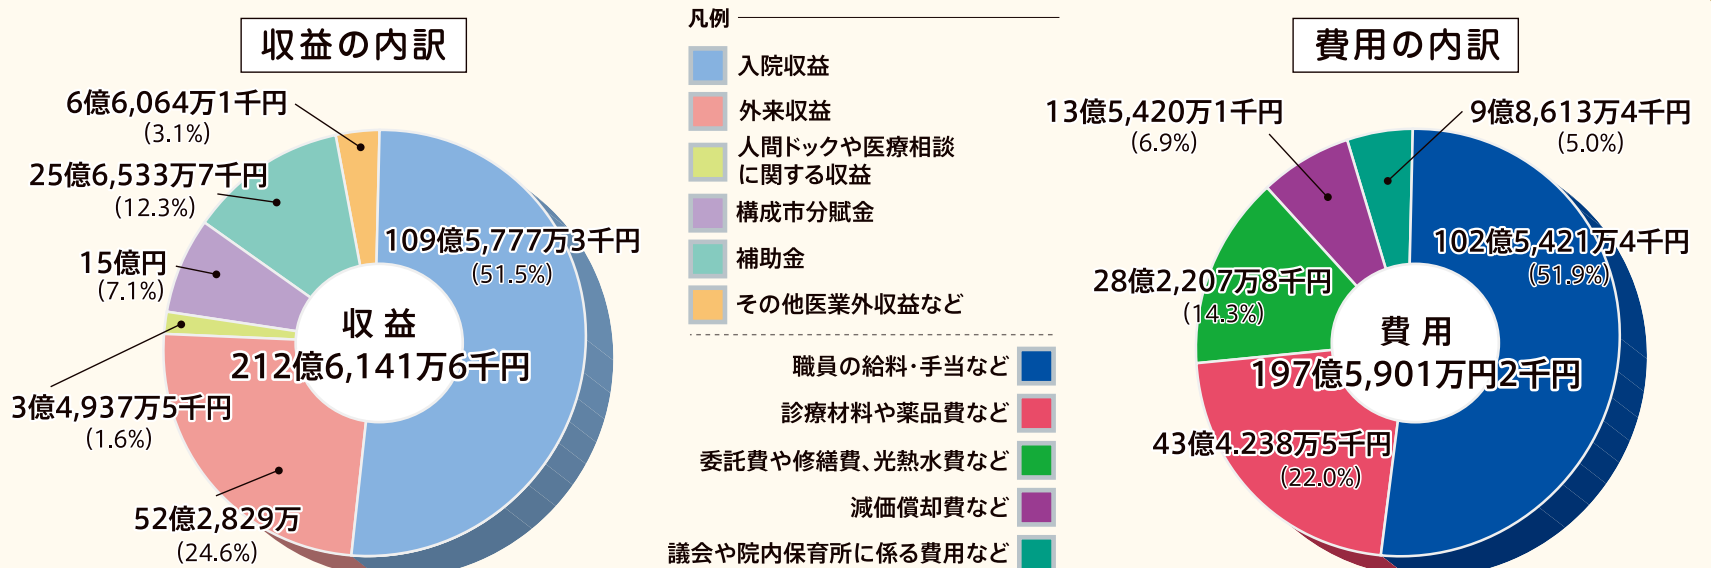 収益の内訳
6億6,064万1千円
(3.1%)
25億6,533万7千円
(12.3%)
15億円
(7.1%)
3億4,937万5千円
(1.6%)
52億2,829万
(24.6%)
109億5,777万3千円
(51.5%)
収益
212億6,141万6千円
凡例
入院収益
外来収益
人間ドックや医療相談
に関する収益
構成市分賦金
補助金
その他医業外収益など
職員の給料・手当など
診療材料や薬品費など
委託費や修繕費、光熱水費など
減価償却費など
議会や院内保育所に係る費用など
費用の内訳
13億5,420万1千円
(6.9%)
9億8,613万4千円
(5.0%)
102億5,421万4千円
(51.9%)
28億2,207万8千円
(14.3%)
費用
197億5,901万円2千円
43億4.238万5千円
(22.0%)